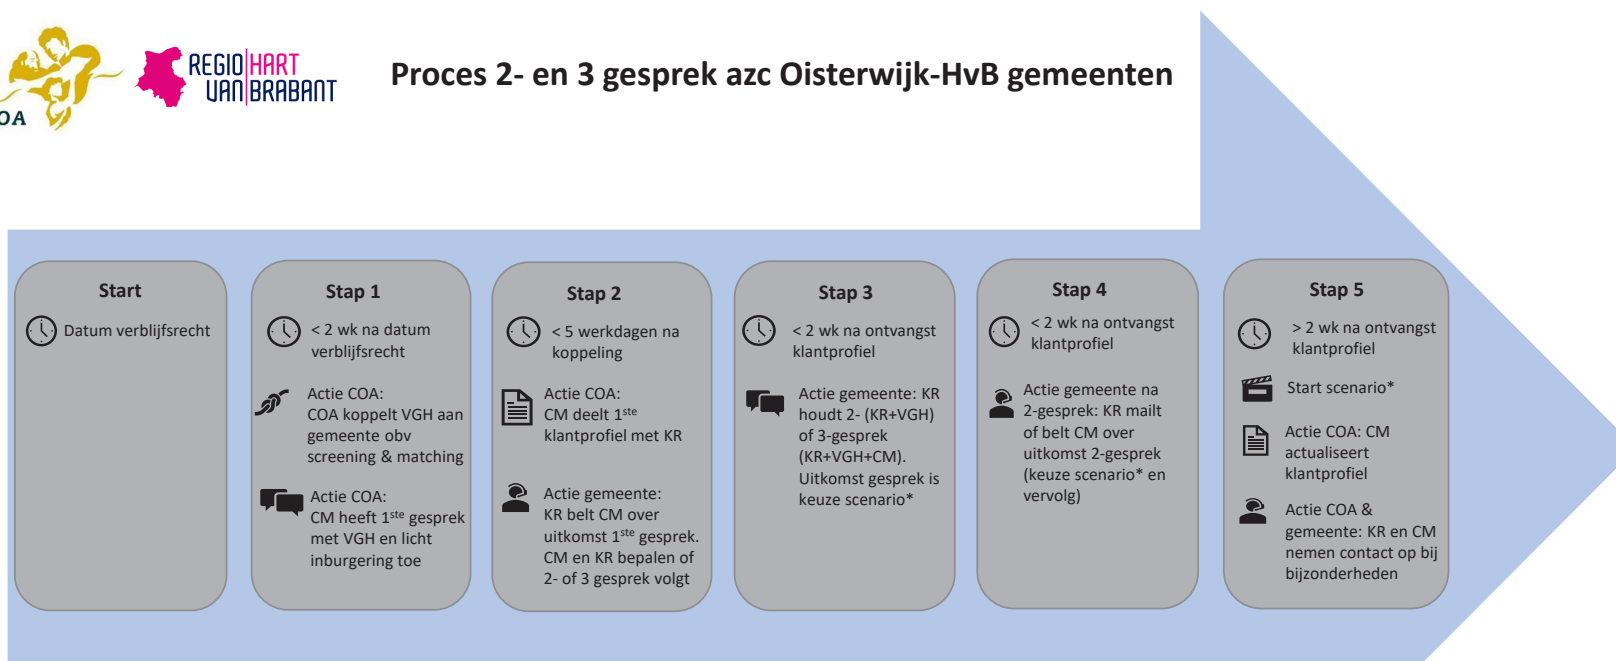 OA
REGIO HART
VAN BRABANT
Proces 2- en 3 gesprek azc Oisterwijk-HvB gemeenten
Start
Datum verblijfsrecht
Stap 1
< 2 wk na datum
verblijfsrecht
Actie COA:
COA koppelt VGH aan
gemeente obv
screening & matching
Actie COA:
CM heeft 1ste gesprek
met VGH en licht
inburgering toe
Stap 2
< 5 werkdagen na
koppeling
Actie COA:
CM deelt 1ste
klantprofiel met KR
Actie gemeente:
KR belt CM over
uitkomst 1ste gesprek.
CM en KR bepalen of
2- of 3 gesprek volgt
Stap 3
< 2 wk na ontvangst
klantprofiel
Actie gemeente: KR
houdt 2- (KR+VGH)
of 3-gesprek
(KR+VGH+CM).
Uitkomst gesprek is
keuze scenario*
Stap 4
< 2 wk na ontvangst
klantprofiel
Actie gemeente na
2-gesprek: KR mailt
of belt CM over
uitkomst 2-gesprek
(keuze scenario* en
vervolg)
Stap 5
> 2 wk na ontvangst
klantprofiel
Start scenario*
Actie COA: CM
actualiseert
klantprofiel
Actie COA &
gemeente: KR en CM
nemen contact op bij
bijzonderheden